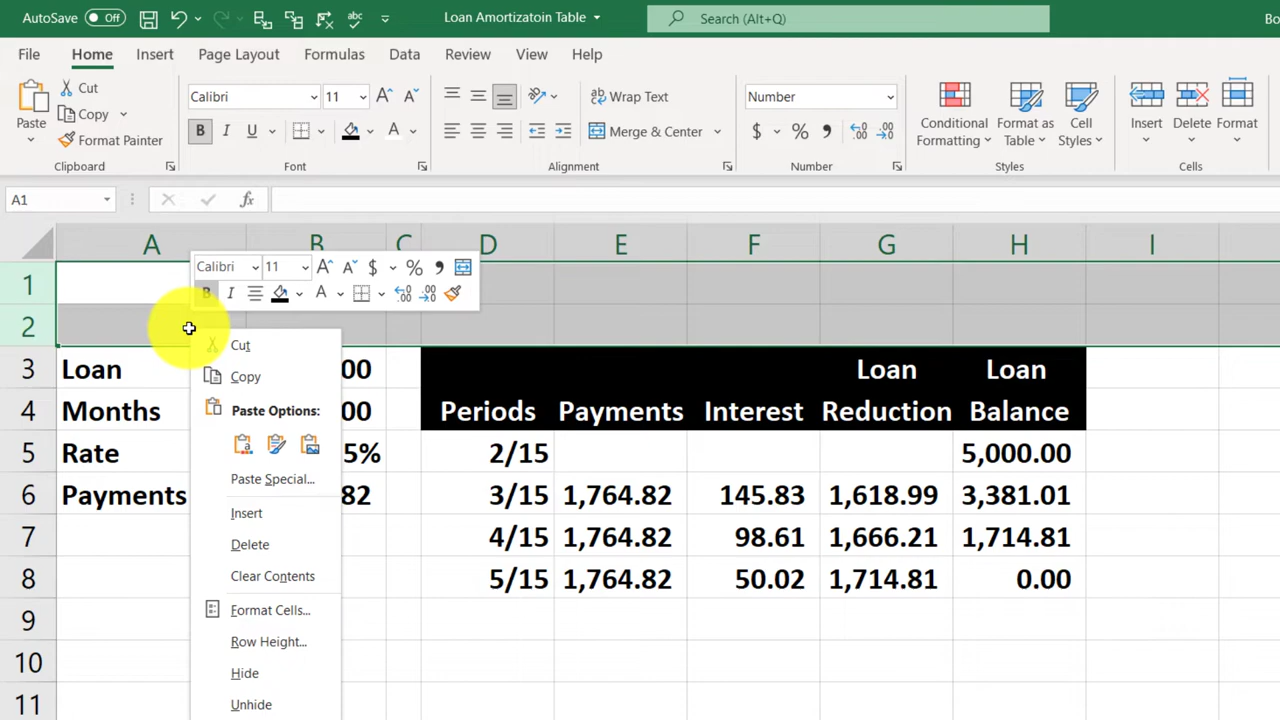 AutoSave Off Loan Amortizatoin Table Search (Alt+Q) Bo
File Home Insert Page Layout Formulas Data Review View Help
Paste Cut Copy Format Painter Clipboard
Calibri 11 B I U A Font
Wrap Text Merge & Center Alignment
Number $ % , Number
Conditional Formatting Format as Table Cell Styles Styles
Insert Delete Format Cells
A1 fx
A B C D E F G H I
Calibri 11 A A $ % ,
B I A
1
2
3 Loan 00 Loan Loan
4 Months 00 Periods Payments Interest Reduction Balance
5 Rate 5% 2/15 5,000.00
6 Payments 82 3/15 1,764.82 145.83 1,618.99 3,381.01
7 4/15 1,764.82 98.61 1,666.21 1,714.81
8 5/15 1,764.82 50.02 1,714.81 0.00
9
10
11
Cut
Copy
Paste Options:
Paste Special...
Insert
Delete
Clear Contents
Format Cells...
Row Height...
Hide
Unhide